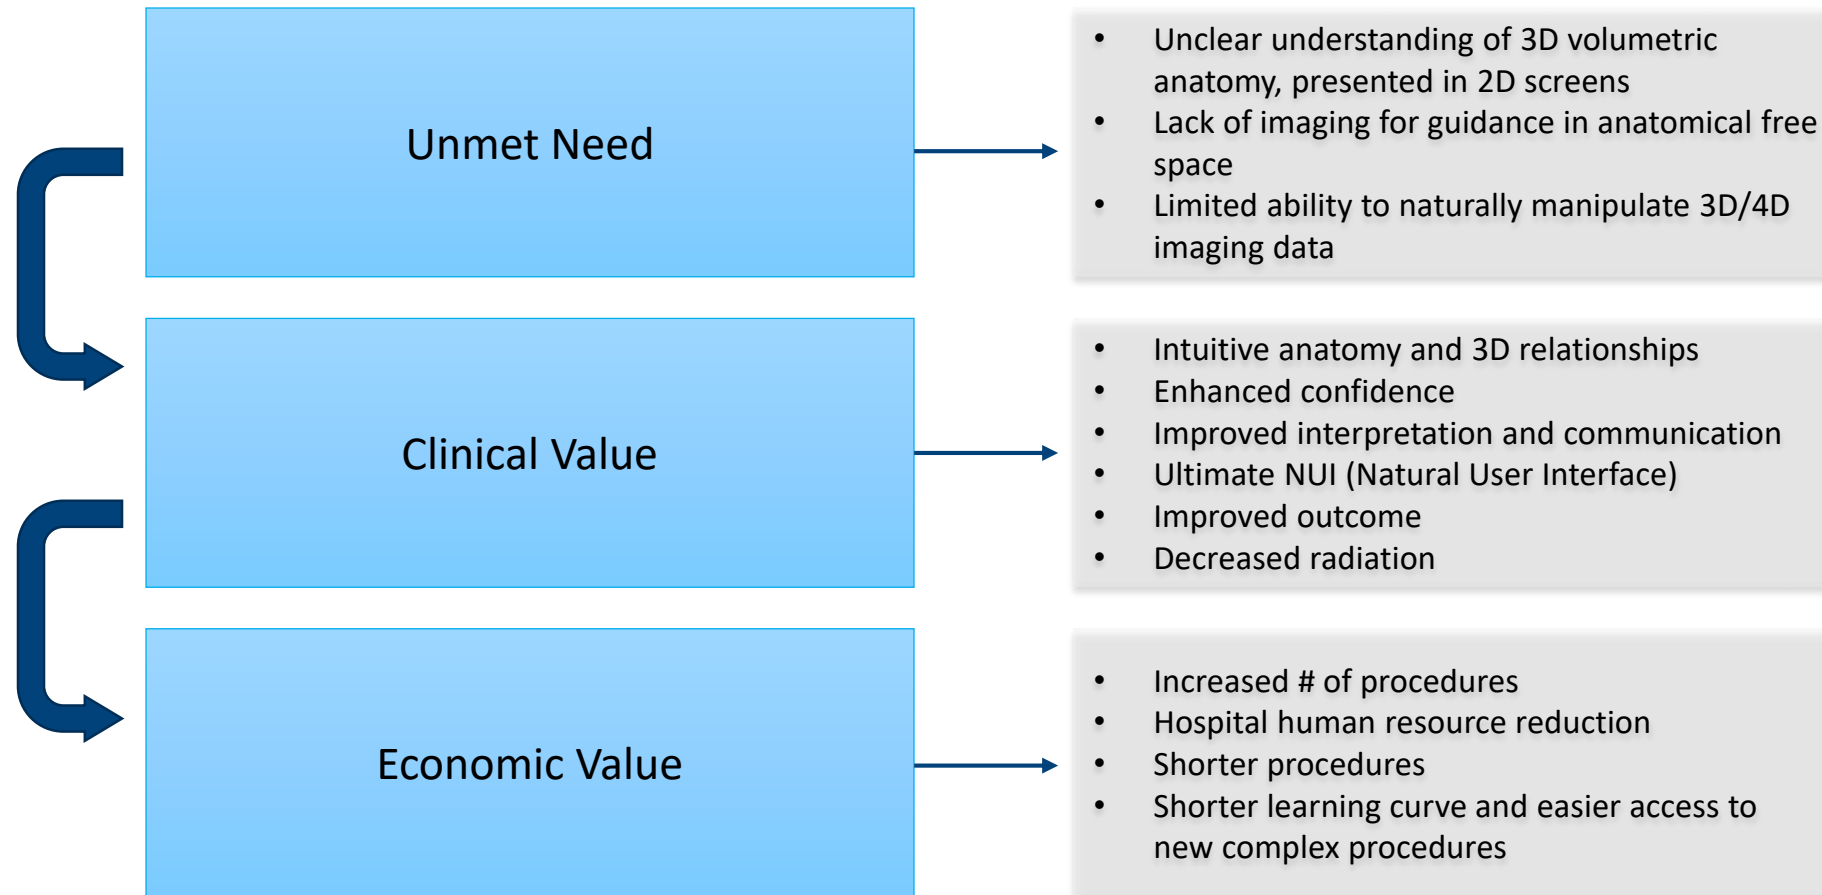 Unmet Need
• Unclear understanding of 3D volumetric
anatomy, presented in 2D screens
• Lack of imaging for guidance in anatomical free
space
• Limited ability to naturally manipulate 3D/4D
imaging data
Clinical Value
• Intuitive anatomy and 3D relationships
• Enhanced confidence
• Improved interpretation and communication
• Ultimate NUI (Natural User Interface)
• Improved outcome
• Decreased radiation
Economic Value
• Increased # of procedures
• Hospital human resource reduction
• Shorter procedures
• Shorter learning curve and easier access to
new complex procedures